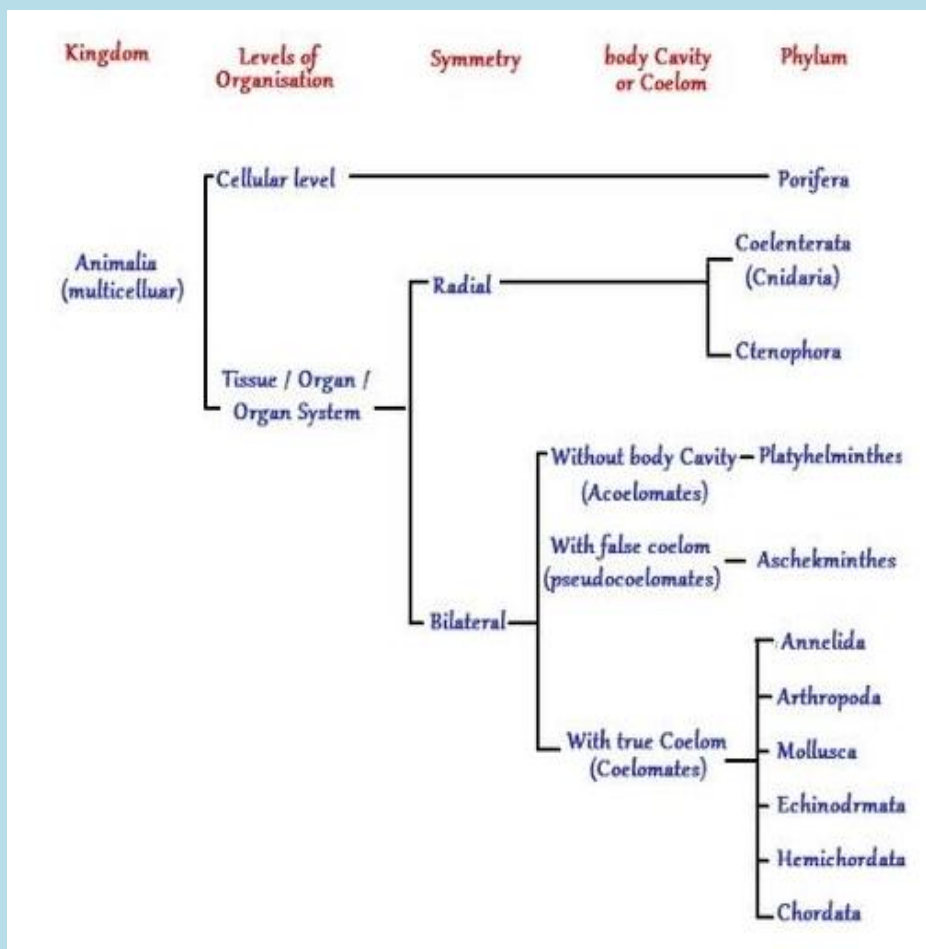 Kingdom
Levels of
Organisation
Symmetry
body Cavity
or Coelom
Phylum
Cellular level
Porifera
Animalia
(multicelluar)
Coelenterata
(Cnidaria)
Radial
Ctenophora
Tissue / Organ /
Organ System
Without body Cavity
(Acoelomates)
Platyhelminthes
With false coelom
(pseudocoelomates)
Aschekminthes
Bilateral
Annelida
Arthropoda
With true Coelom
(Coelomates)
Mollusca
Echinodrmata
Hemichordata
Chordata